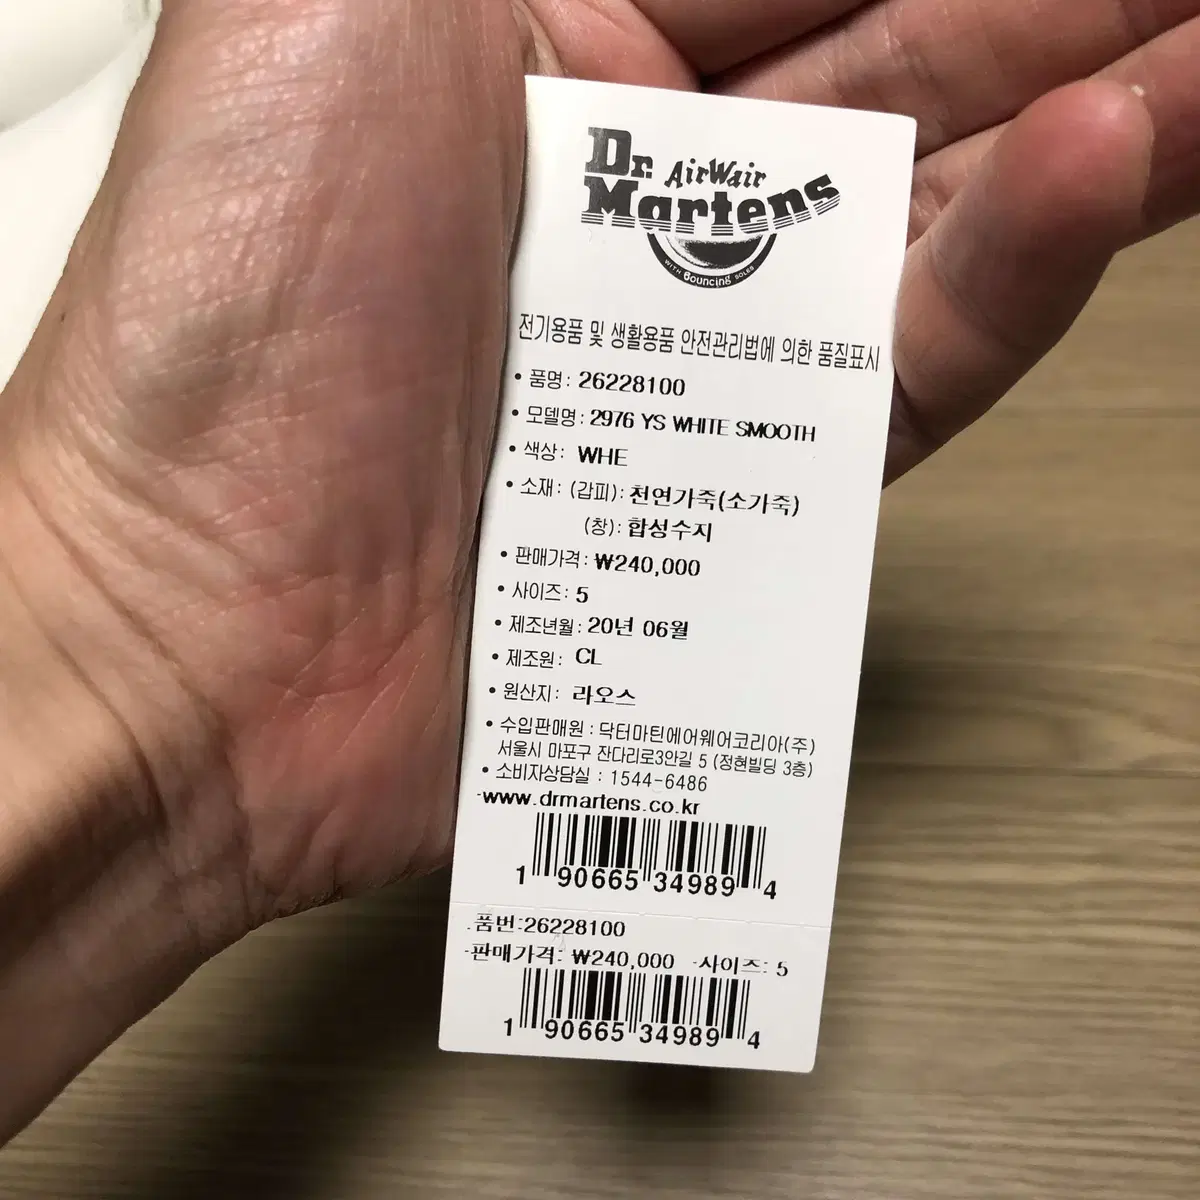 Dr. AirWair
Martens
WITH Bouncing SOLES
전기용품 및 생활용품 안전관리법에 의한 품질표시
• 품명: 26228100
• 모델명: 2976 YS WHITE SMOOTH
• 색상: WHE
• 소재: (갑피): 천연가죽(소가죽)
(창): 합성수지
• 판매가격: ₩240,000
• 사이즈: 5
• 제조년월: 20년 06월
• 제조원: CL
• 원산지: 라오스
• 수입판매원 : 닥터마틴에어웨어코리아(주)
서울시 마포구 잔다리로3안길 5 (정현빌딩 3층)
• 소비자상담실 : 1544-6486
-www.drmartens.co.kr
1 90665 34989 4
.품번:26228100
-판매가격: ₩240,000 -사이즈: 5
1 90665 34989 4